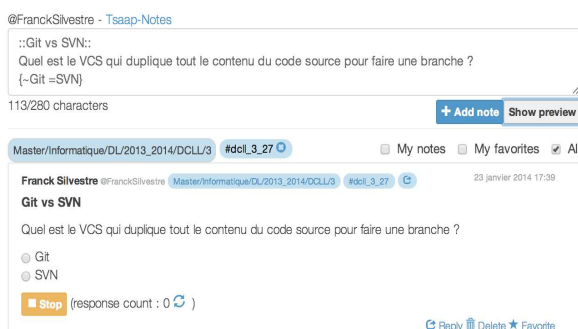 @FranckSilvestre - Tsaap-Notes
::Git vs SVN::
Quel est le VCS qui duplique tout le contenu du code source pour faire une branche ?
{~Git =SVN}
113/280 characters
+ Add note Show preview
Master/Informatique/DL/2013_2014/DCLL/3 #dcll_3_27 My notes My favorites Al
Franck Silvestre @FranckSilvestre Master/Informatique/DL/2013_2014/DCLL/3 #dcll_3_27 23 janvier 2014 17:39
Git vs SVN
Quel est le VCS qui duplique tout le contenu du code source pour faire une branche ?
Git
SVN
Stop (response count : 0 )
Reply Delete Favorite